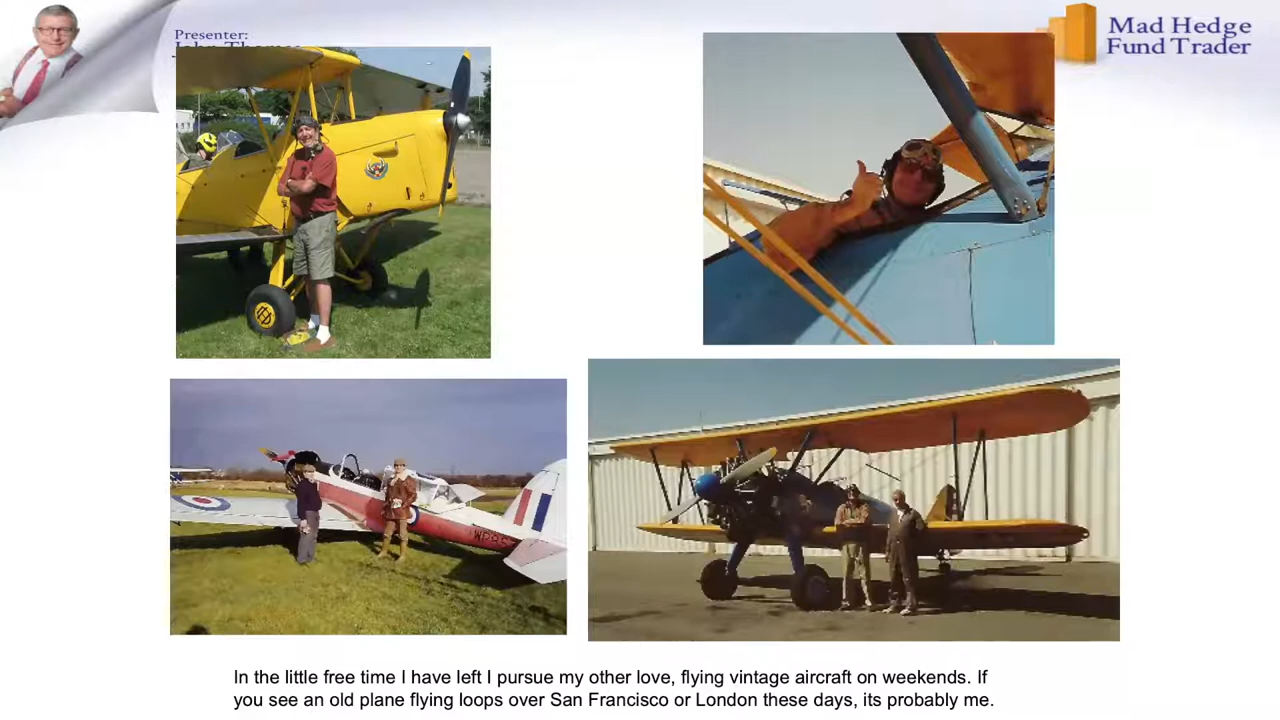 Presenter:
Mad Hedge
Fund Trader
In the little free time I have left I pursue my other love, flying vintage aircraft on weekends. If
you see an old plane flying loops over San Francisco or London these days, its probably me.